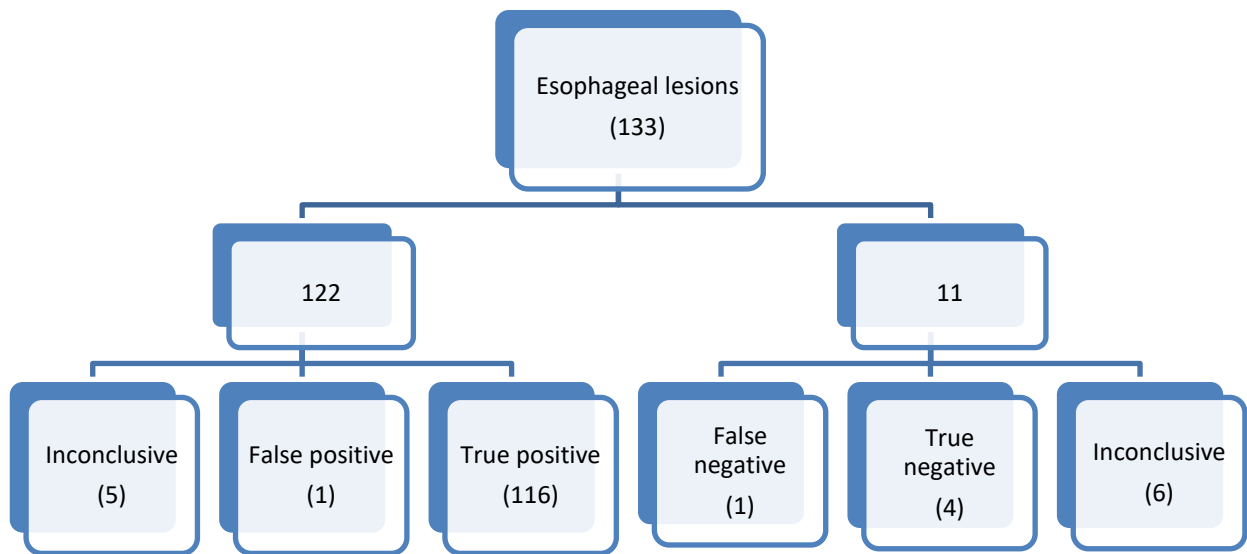 Esophageal lesions
(133)
122
11
Inconclusive
(5)
False positive
(1)
True positive
(116)
False
negative
(1)
True
negative
(4)
Inconclusive
(6)